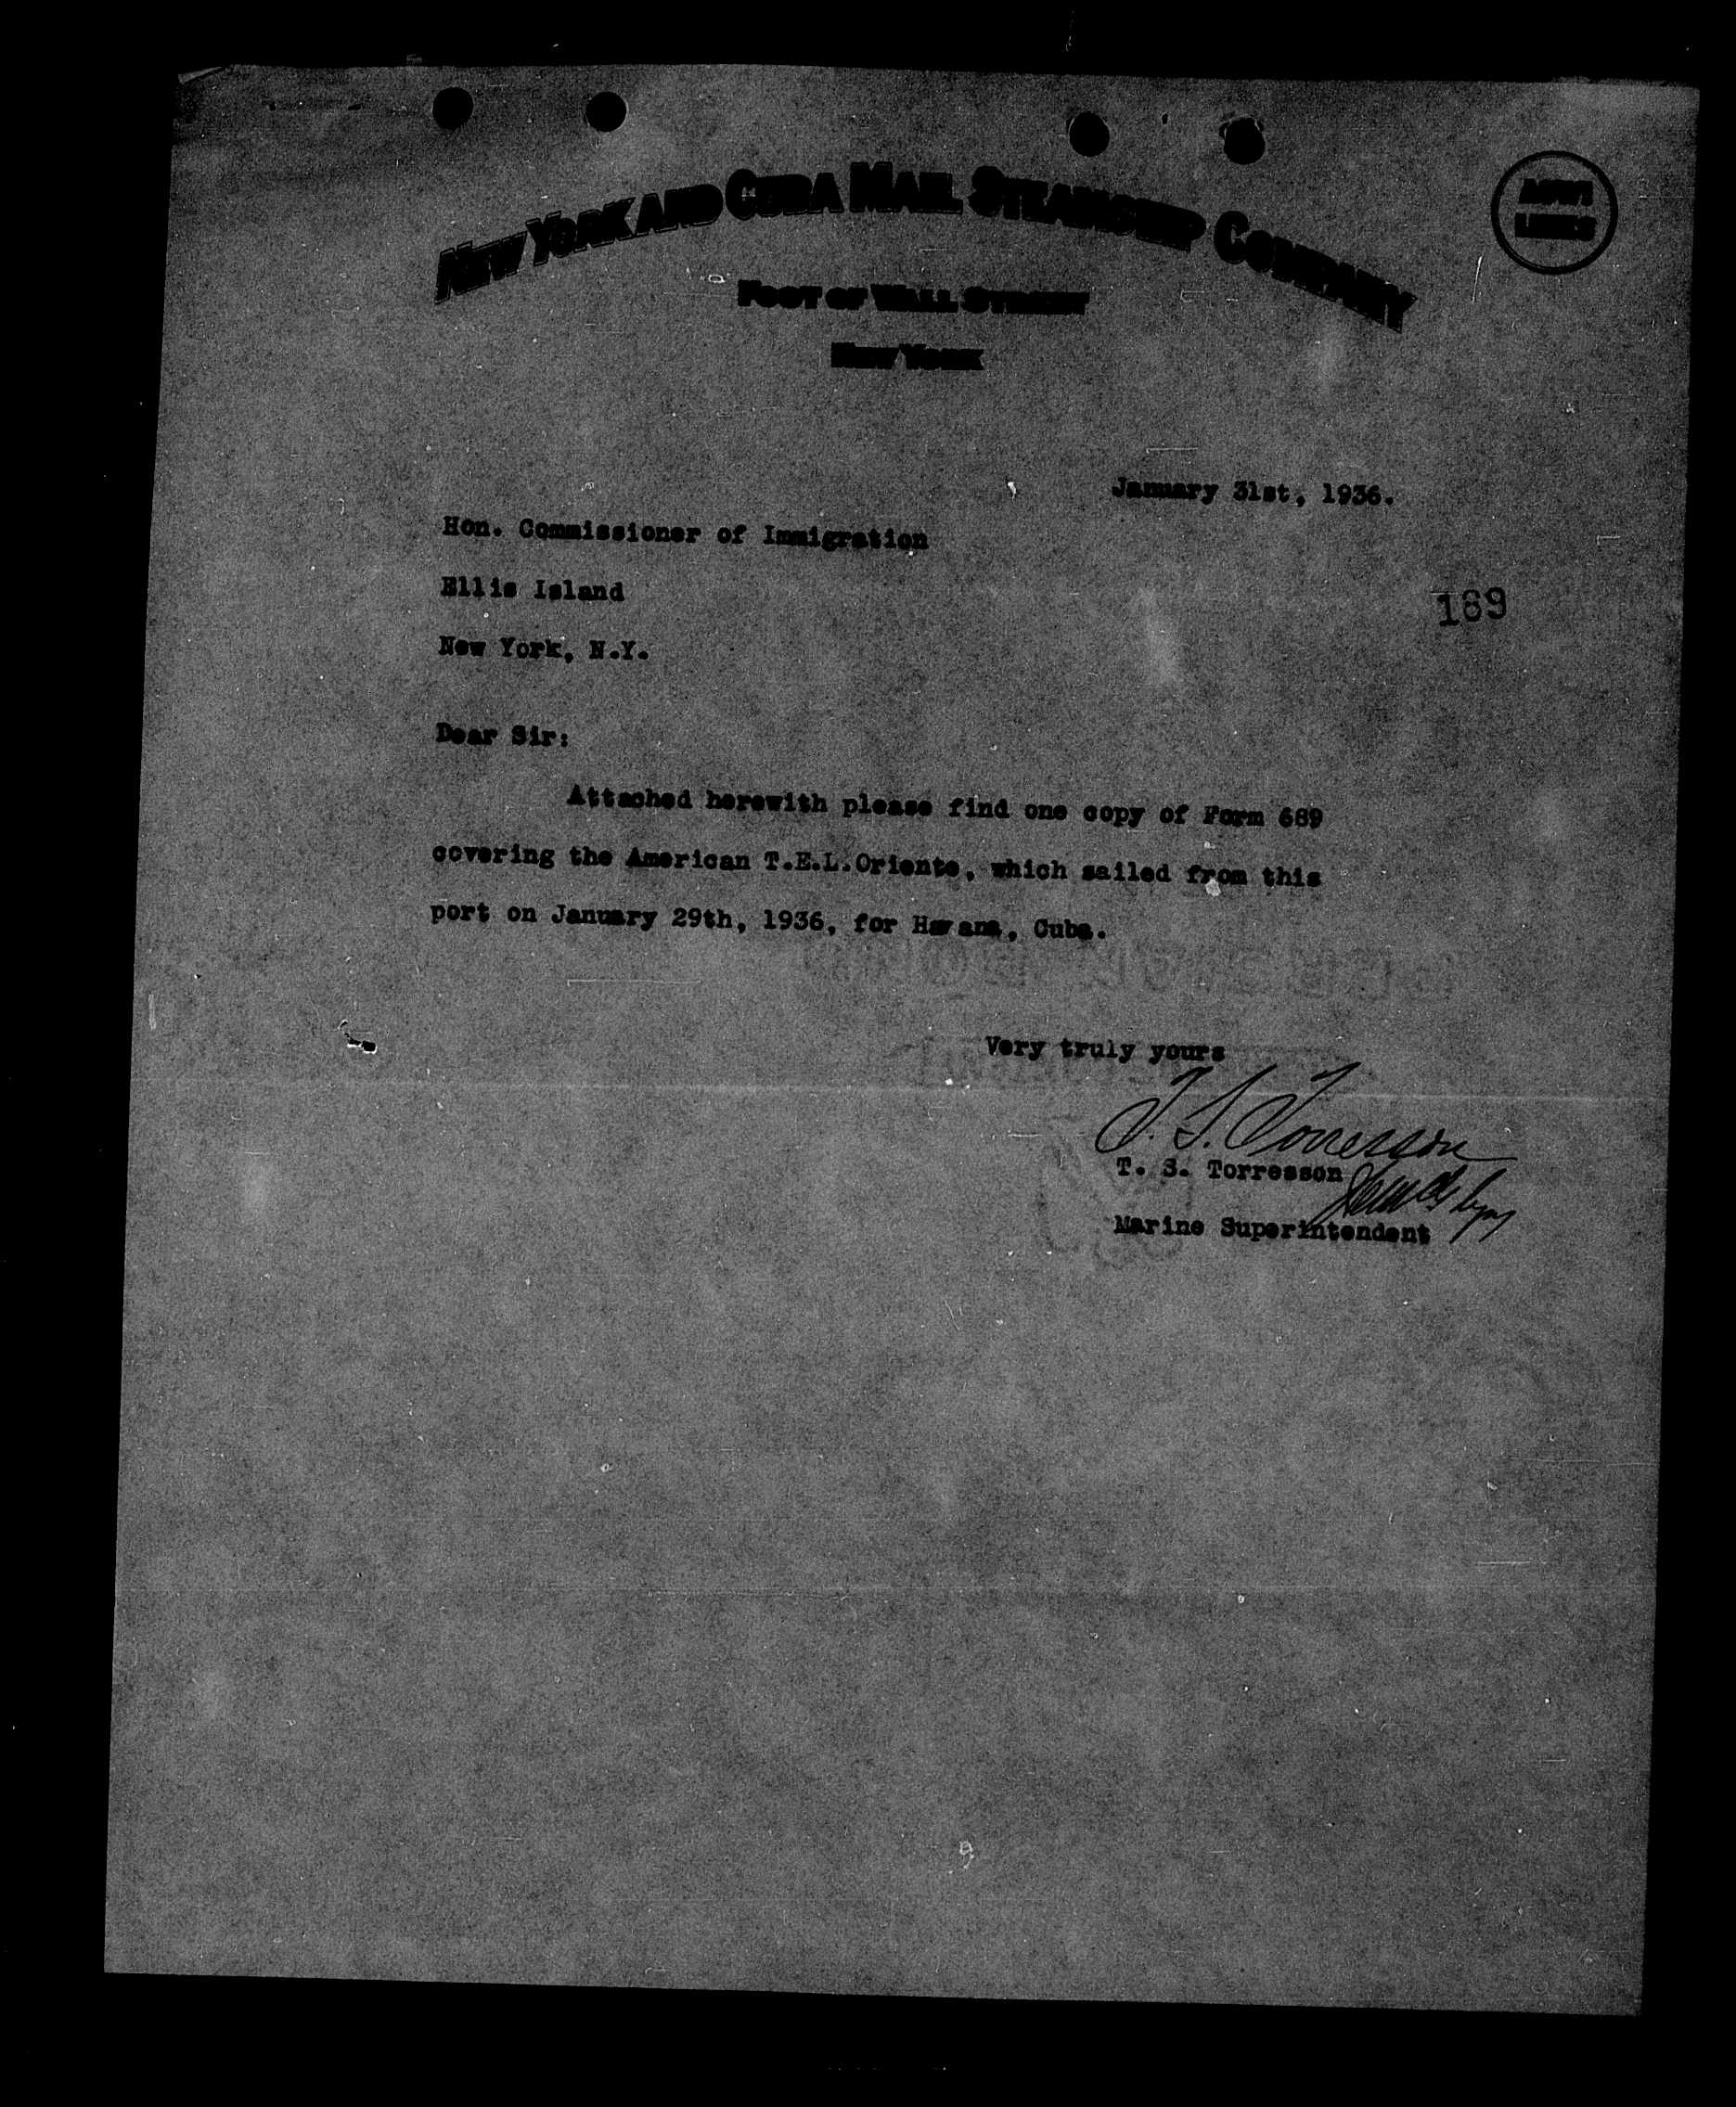 New York and Cuba Mail Steamship Company
AGWI
LINES
Foot of Wall Street
New York
January 31st, 1936.
Hon. Commissioner of Immigration
Ellis Island
169
New York, N.Y.
Dear Sir:
Attached herewith please find one copy of Form 689
covering the American T.E.L.Oriente, which sailed from this
port on January 29th, 1936, for Havana, Cuba.
Very truly yours
T. S. Torresson
T. S. Torresson
Marine Superintendent